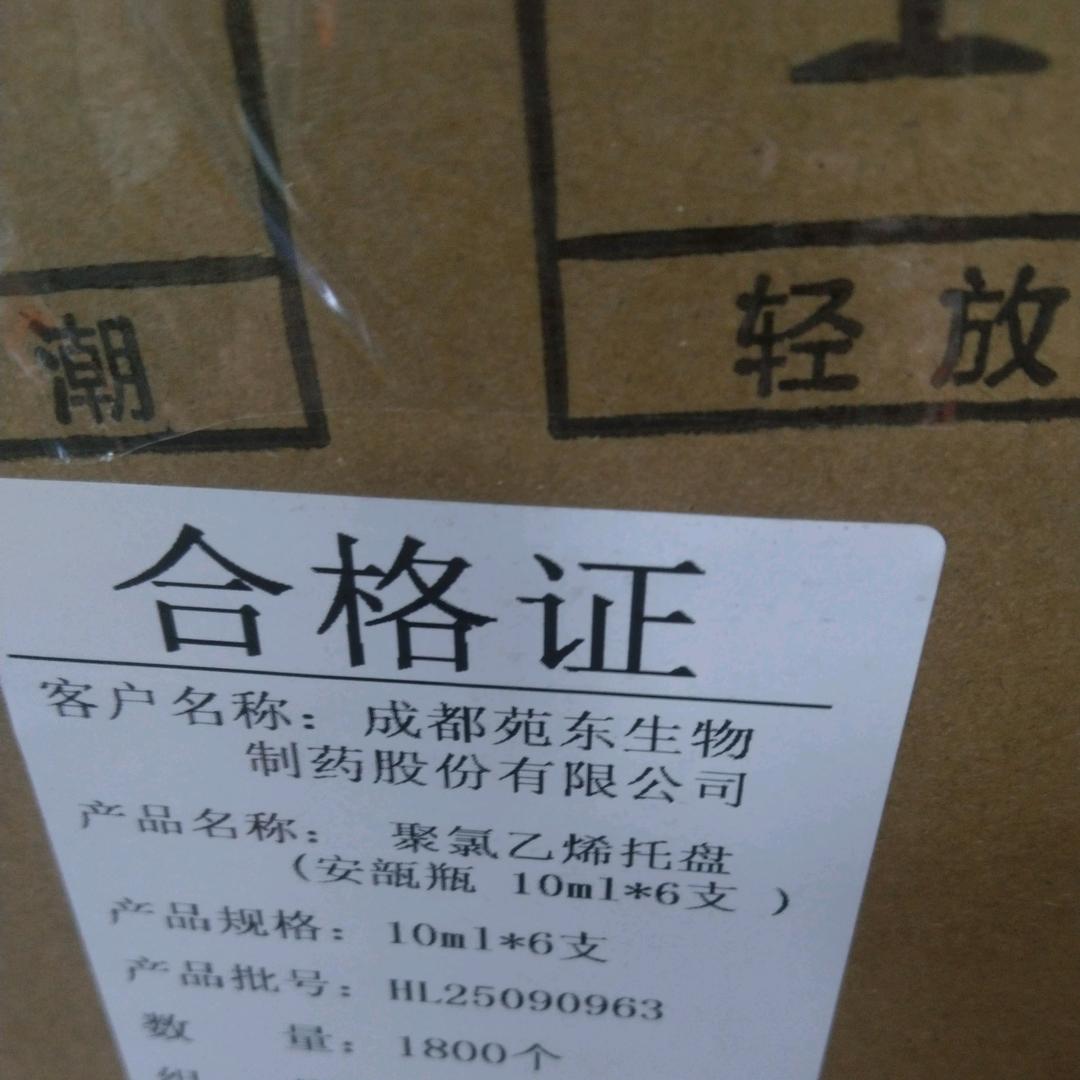 潮
轻放
合格证
客户名称： 成都苑东生物
制药股份有限公司
产品名称： 聚氯乙烯托盘
(安瓿瓶 10ml*6支 )
产品规格： 10ml*6支
产品批号： HL25090963
数 量： 1800个